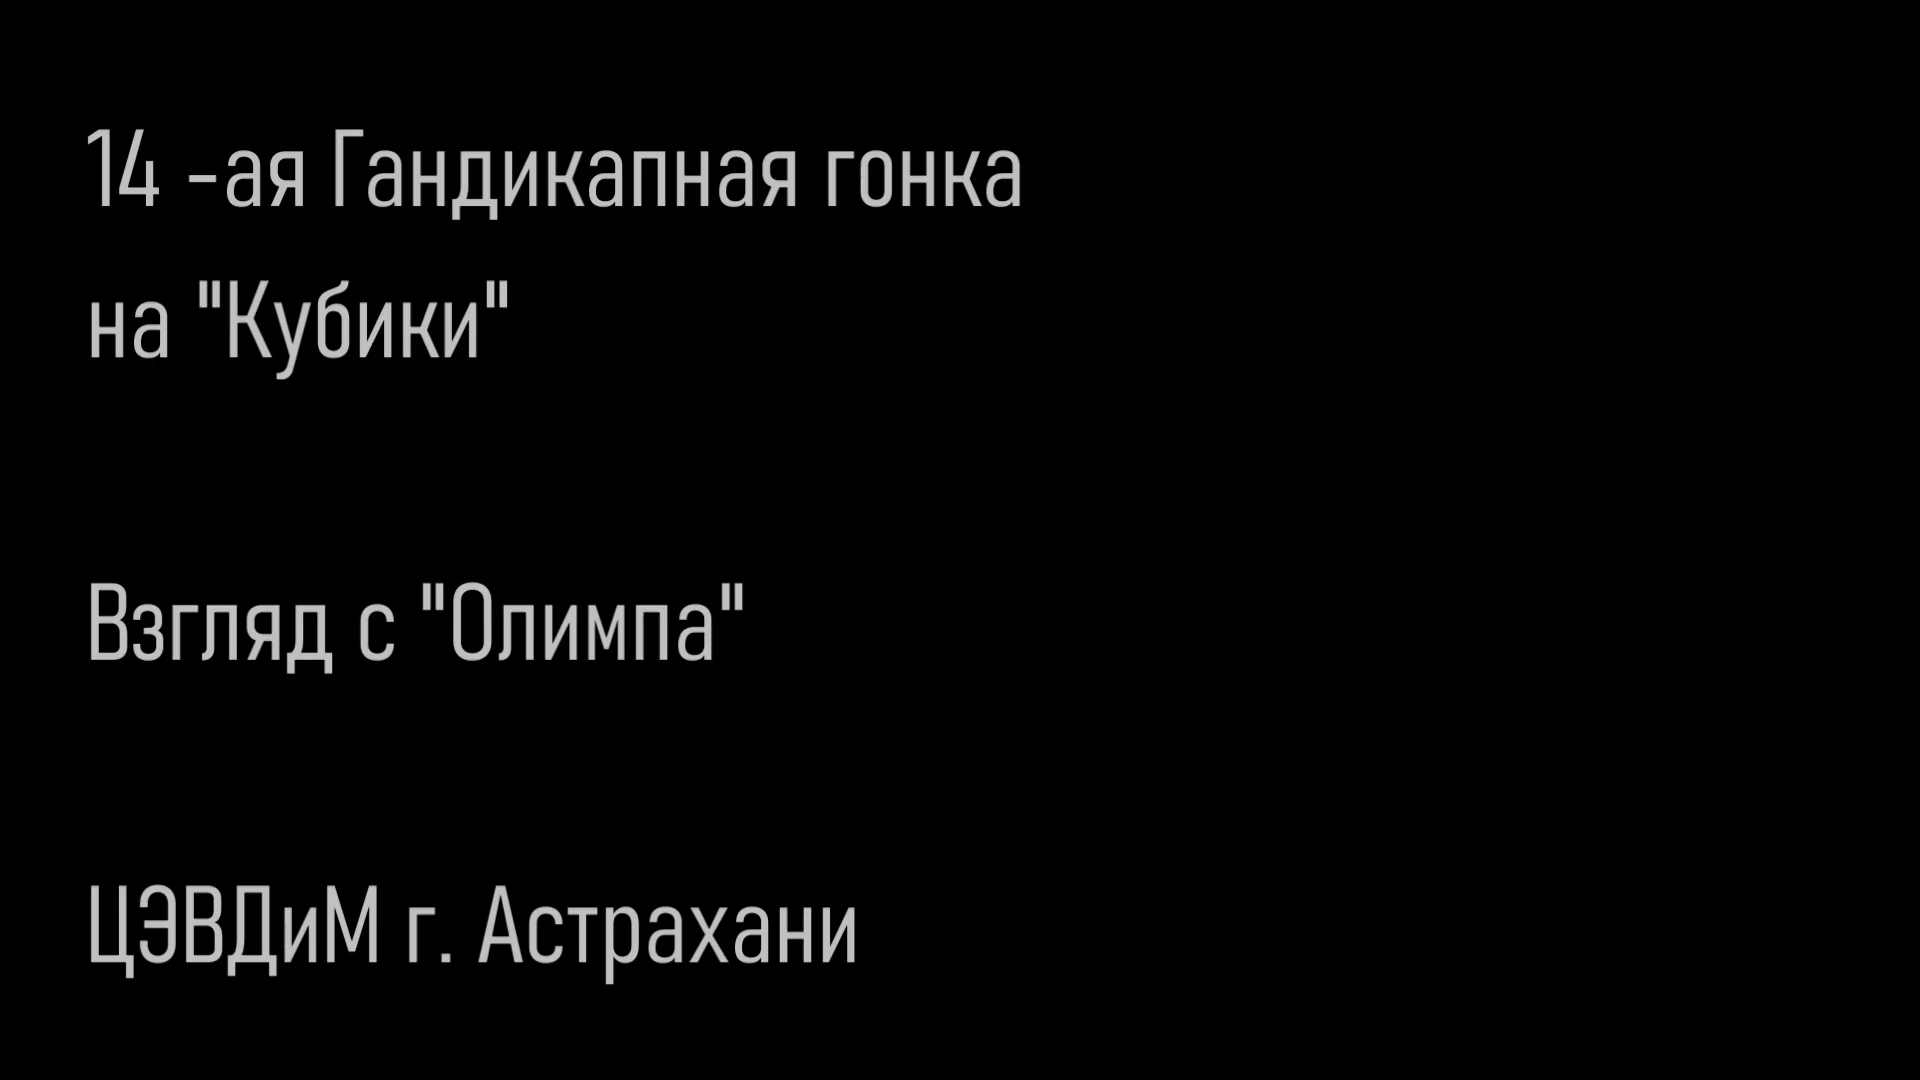 14 -ая Гандикапная гонка
на "Кубики"
Взгляд с "Олимпа"
ЦЭВДиМ г. Астрахани